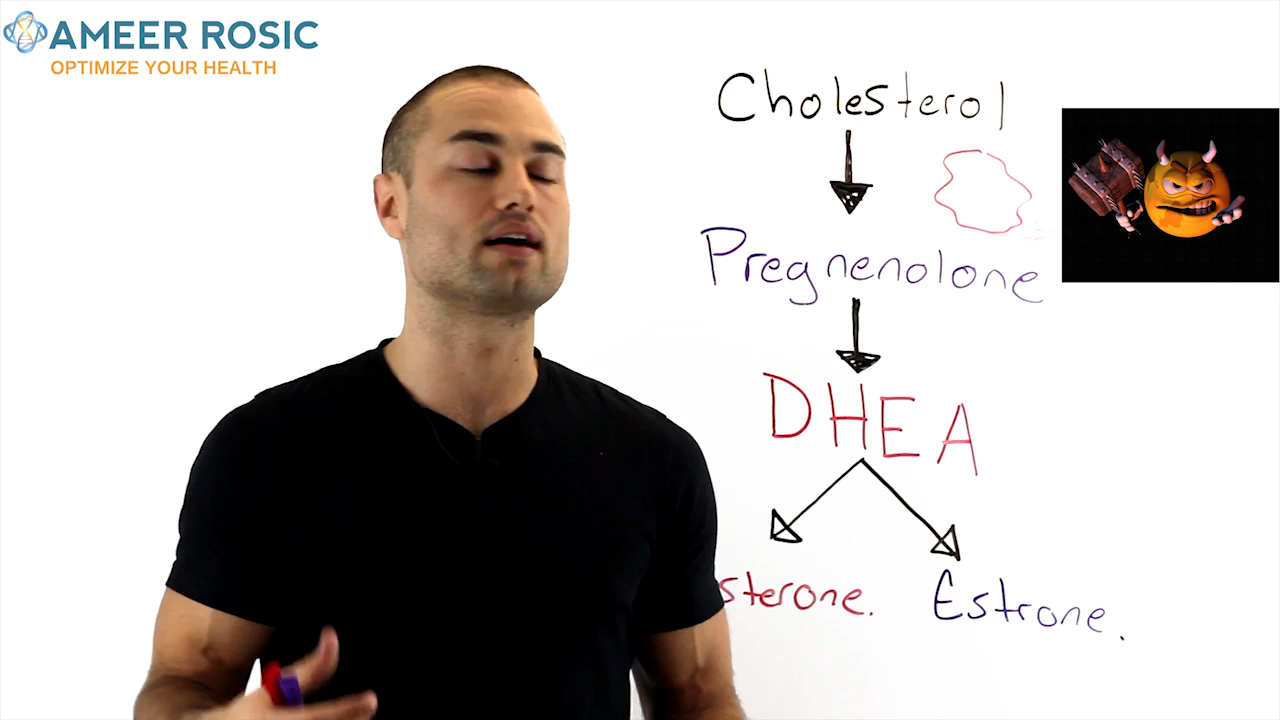 AMEER ROSIC
OPTIMIZE YOUR HEALTH
Cholesterol
Pregnenolone
DHEA
sterone.
Estrone.